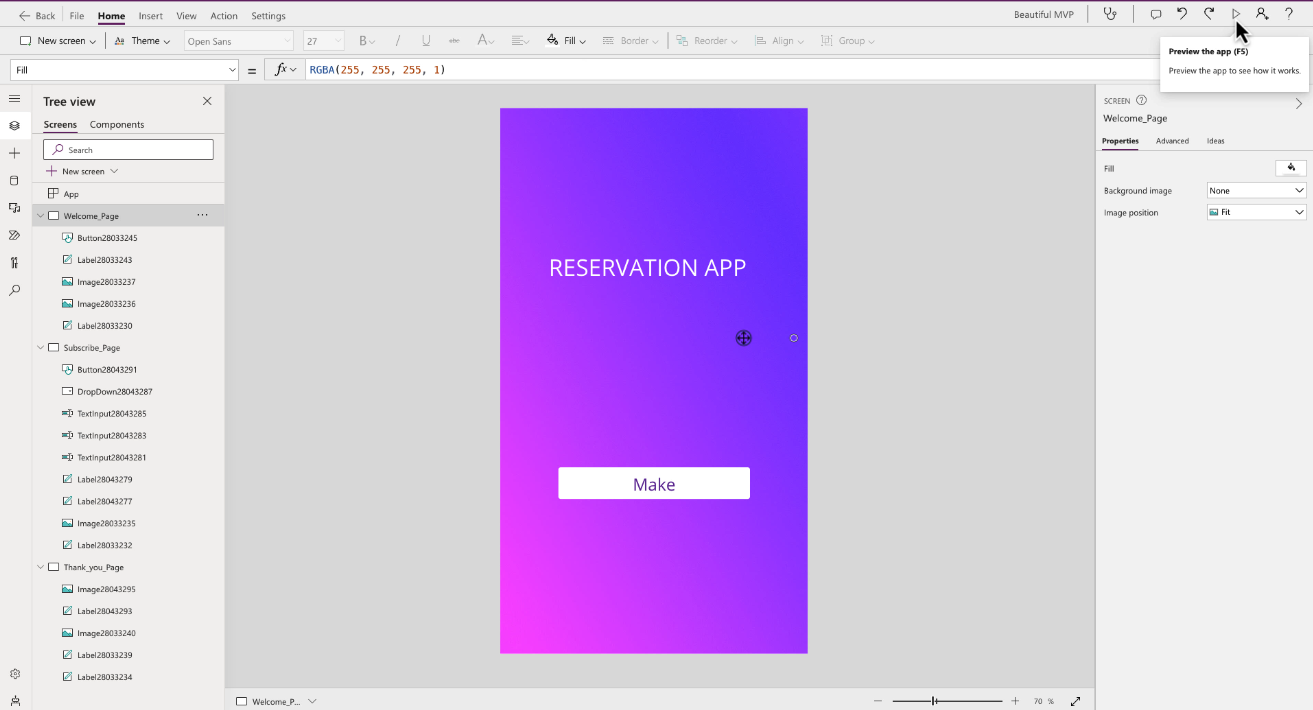 Back File Home Insert View Action Settings Beautiful MVP
New screen Theme Open Sans 27 B / U abc A Fill Border Reorder Align Group
Preview the app (F5)
Preview the app to see how it works.
Fill = fx RGBA(255, 255, 255, 1)
Tree view
Screens Components
Search
New screen
App
Welcome_Page
Button28033245
Label28033243
Image28033237
Image28033236
Label28033230
Subscribe_Page
Button28043291
DropDown28043287
TextInput28043285
TextInput28043283
TextInput28043281
Label28043279
Label28043277
Image28033235
Label28033232
Thank_you_Page
Image28043295
Label28043293
Image28033240
Label28033239
Label28033234
RESERVATION APP
Make
SCREEN
Welcome_Page
Properties Advanced Ideas
Fill
Background image None
Image position Fit
Welcome_P... 70 %